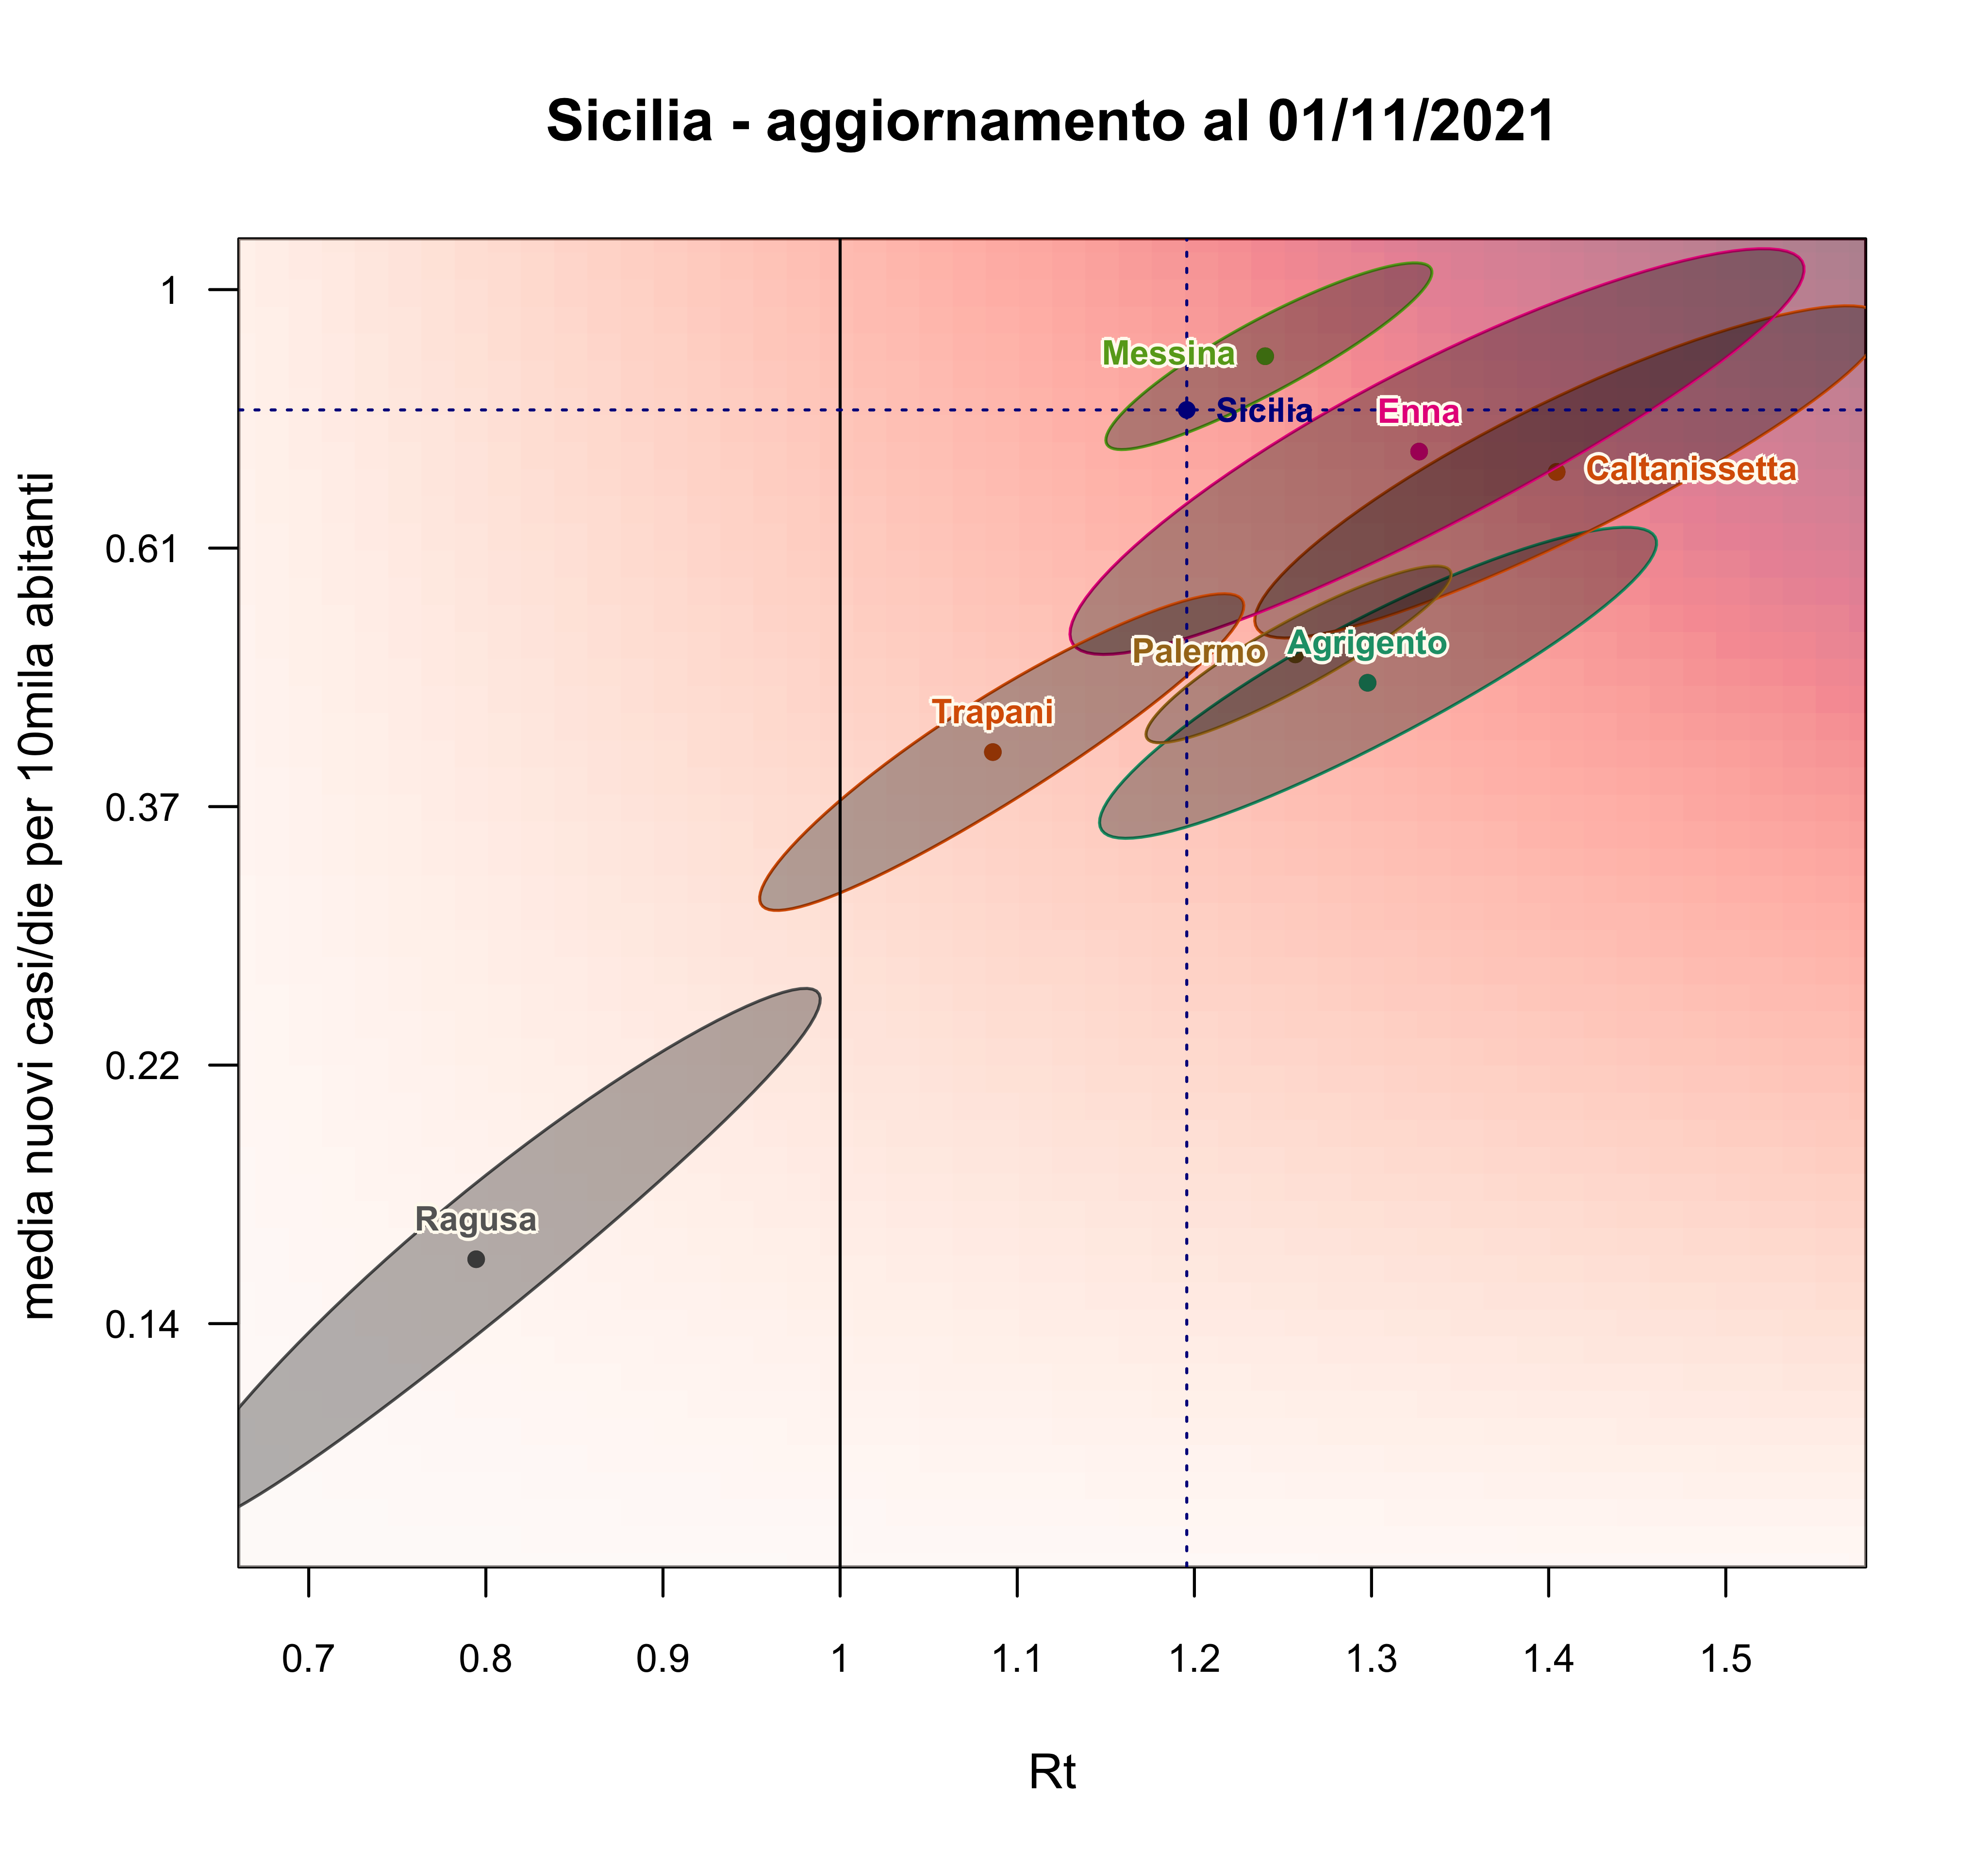 Sicilia - aggiornamento al 01/11/2021
media nuovi casi/die per 10mila abitanti
1
0.61
0.37
0.22
0.14
Messina
Sicilia
Enna
Caltanissetta
Palermo
Agrigento
Trapani
Ragusa
0.7
0.8
0.9
1
1.1
1.2
1.3
1.4
1.5
Rt